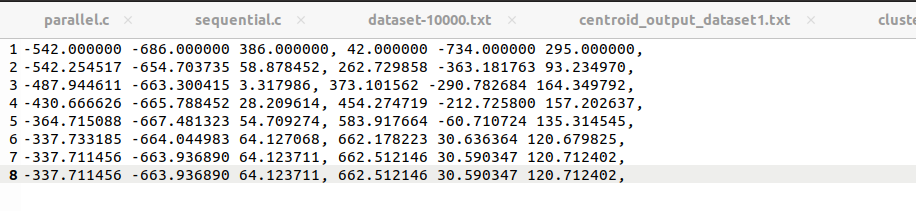 parallel.c × sequential.c × dataset-10000.txt × centroid_output_dataset1.txt × cluste
1 -542.000000 -686.000000 386.000000, 42.000000 -734.000000 295.000000,
2 -542.254517 -654.703735 58.878452, 262.729858 -363.181763 93.234970,
3 -487.944611 -663.300415 3.317986, 373.101562 -290.782684 164.349792,
4 -430.666626 -665.788452 28.209614, 454.274719 -212.725800 157.202637,
5 -364.715088 -667.481323 54.709274, 583.917664 -60.710724 135.314545,
6 -337.733185 -664.044983 64.127068, 662.178223 30.636364 120.679825,
7 -337.711456 -663.936890 64.123711, 662.512146 30.590347 120.712402,
8 -337.711456 -663.936890 64.123711, 662.512146 30.590347 120.712402,